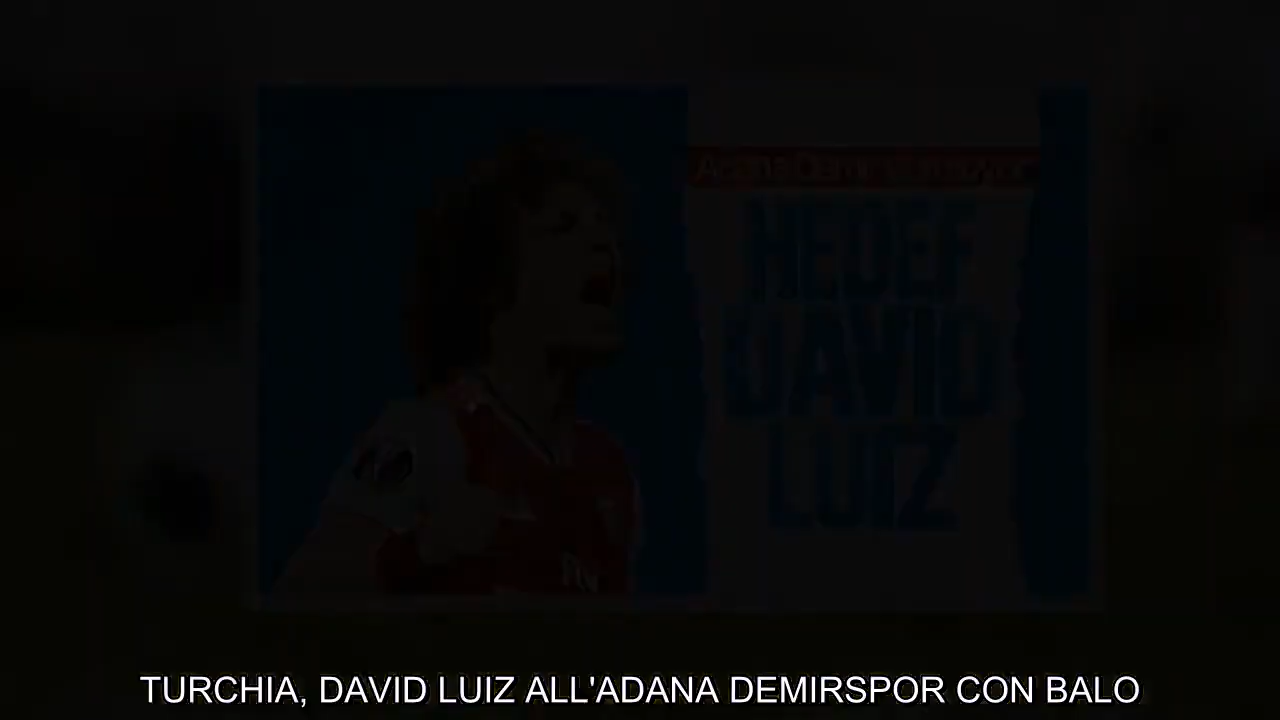 HEDEF
DAVID
LUIZ
TURCHIA, DAVID LUIZ ALL'ADANA DEMIRSPOR CON BALO